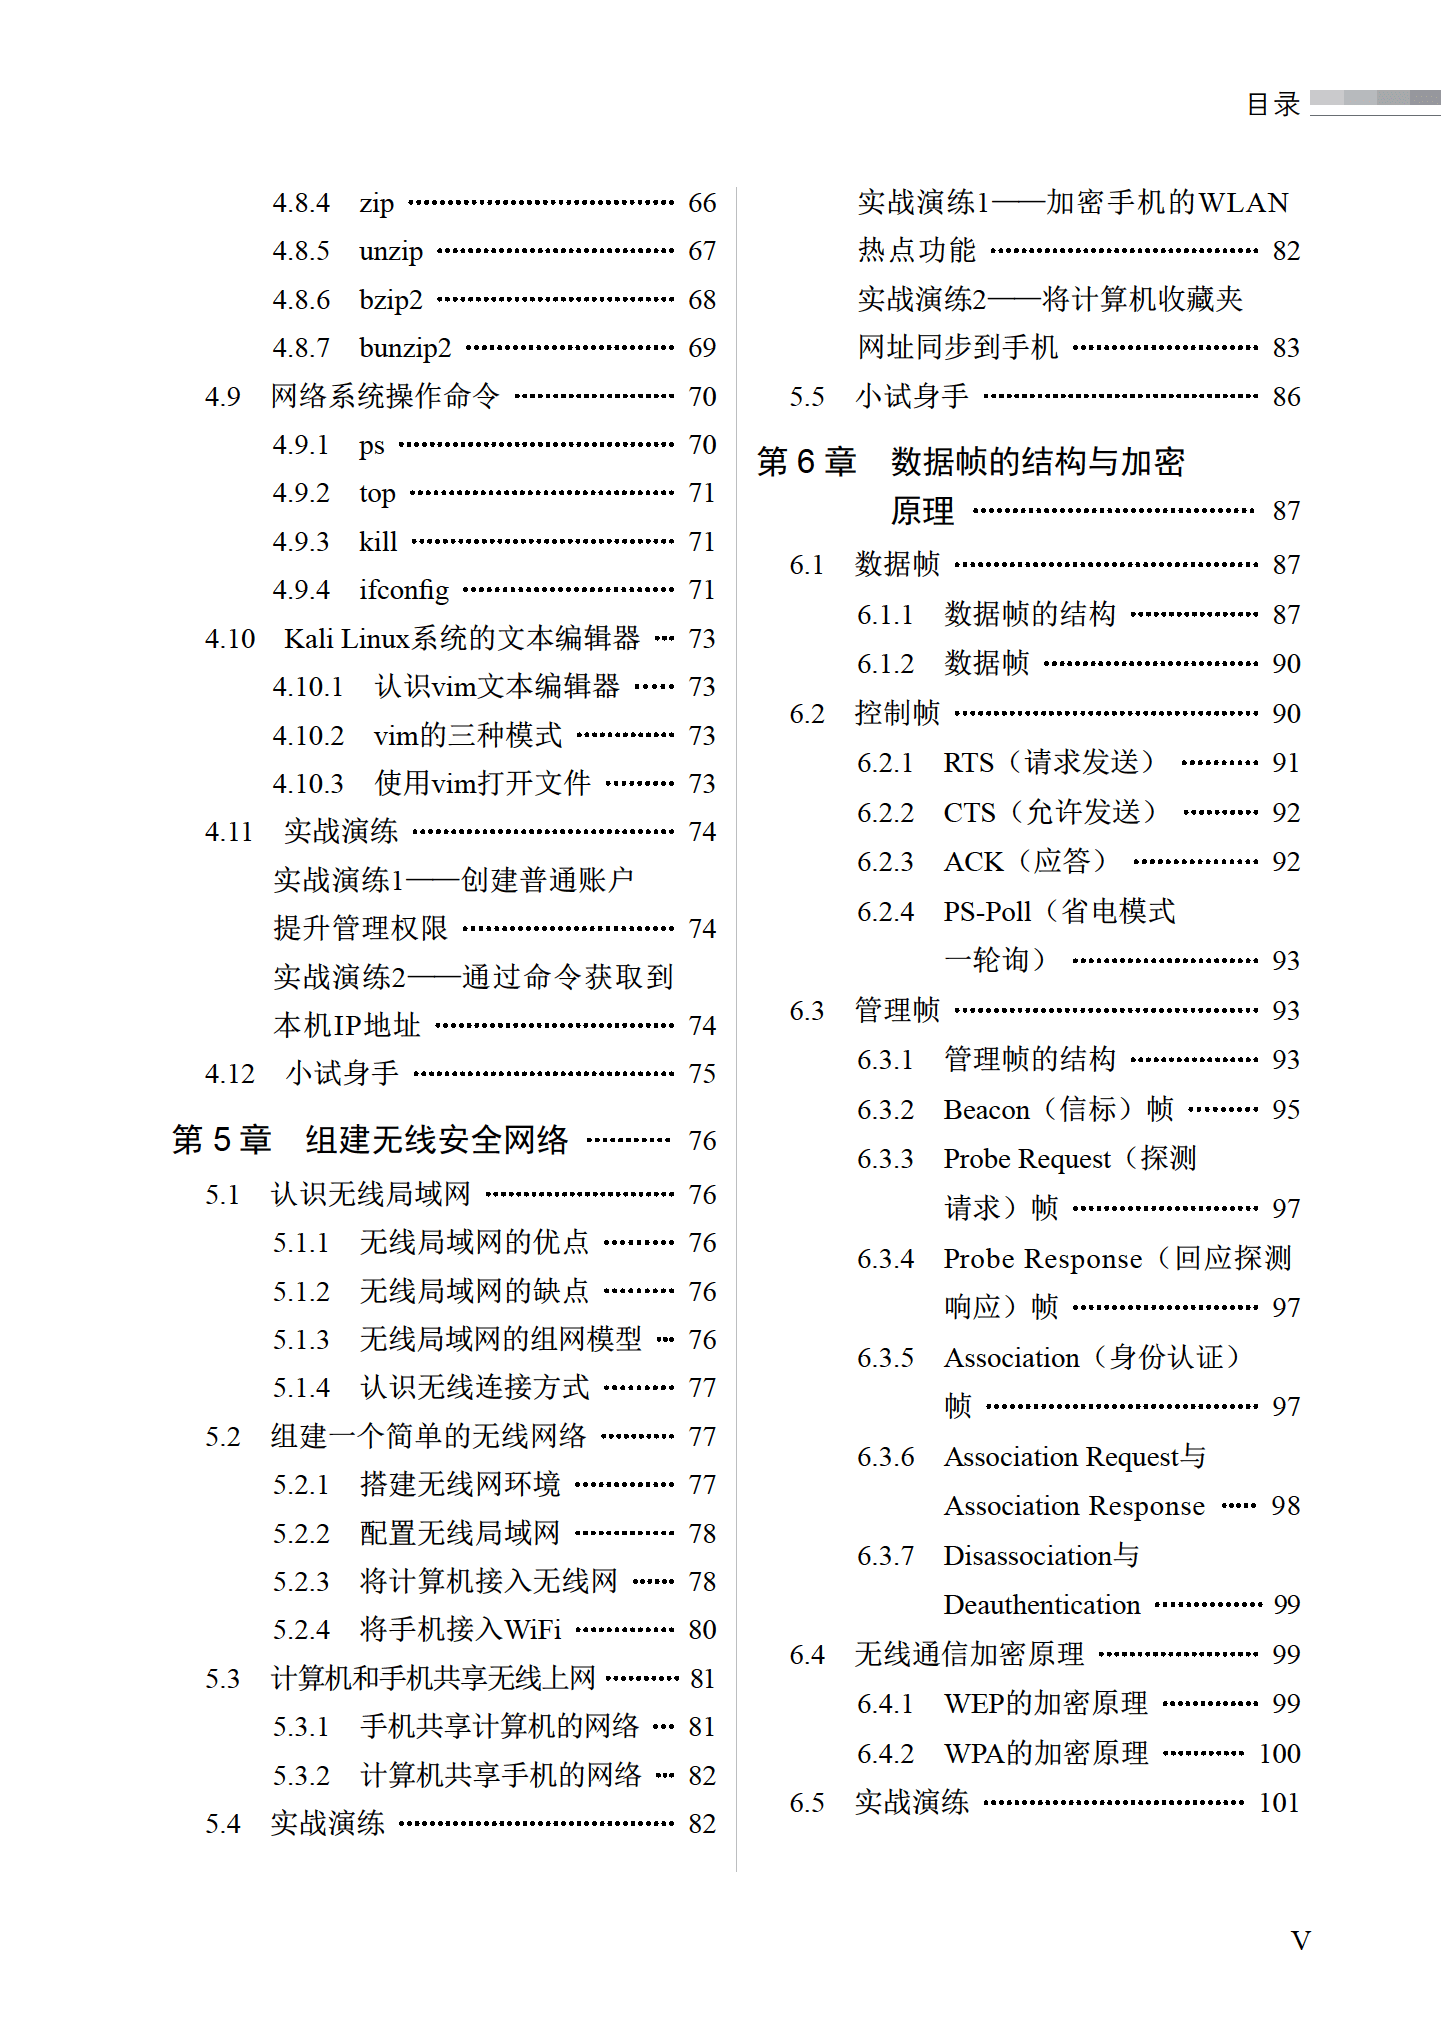 目录
4.8.4 zip 66
4.8.5 unzip 67
4.8.6 bzip2 68
4.8.7 bunzip2 69
4.9 网络系统操作命令 70
4.9.1 ps 70
4.9.2 top 71
4.9.3 kill 71
4.9.4 ifconfig 71
4.10 Kali Linux系统的文本编辑器 73
4.10.1 认识vim文本编辑器 73
4.10.2 vim的三种模式 73
4.10.3 使用vim打开文件 73
4.11 实战演练 74
实战演练1——创建普通账户
提升管理权限 74
实战演练2——通过命令获取到
本机IP地址 74
4.12 小试身手 75
第 5 章 组建无线安全网络 76
5.1 认识无线局域网 76
5.1.1 无线局域网的优点 76
5.1.2 无线局域网的缺点 76
5.1.3 无线局域网的组网模型 76
5.1.4 认识无线连接方式 77
5.2 组建一个简单的无线网络 77
5.2.1 搭建无线网环境 77
5.2.2 配置无线局域网 78
5.2.3 将计算机接入无线网 78
5.2.4 将手机接入WiFi 80
5.3 计算机和手机共享无线上网 81
5.3.1 手机共享计算机的网络 81
5.3.2 计算机共享手机的网络 82
5.4 实战演练 82
实战演练1——加密手机的WLAN
热点功能 82
实战演练2——将计算机收藏夹
网址同步到手机 83
5.5 小试身手 86
第 6 章 数据帧的结构与加密
原理 87
6.1 数据帧 87
6.1.1 数据帧的结构 87
6.1.2 数据帧 90
6.2 控制帧 90
6.2.1 RTS（请求发送） 91
6.2.2 CTS（允许发送） 92
6.2.3 ACK（应答） 92
6.2.4 PS-Poll（省电模式
一轮询） 93
6.3 管理帧 93
6.3.1 管理帧的结构 93
6.3.2 Beacon（信标）帧 95
6.3.3 Probe Request（探测
请求）帧 97
6.3.4 Probe Response（回应探测
响应）帧 97
6.3.5 Association（身份认证）
帧 97
6.3.6 Association Request与
Association Response 98
6.3.7 Disassociation与
Deauthentication 99
6.4 无线通信加密原理 99
6.4.1 WEP的加密原理 99
6.4.2 WPA的加密原理 100
6.5 实战演练 101
V